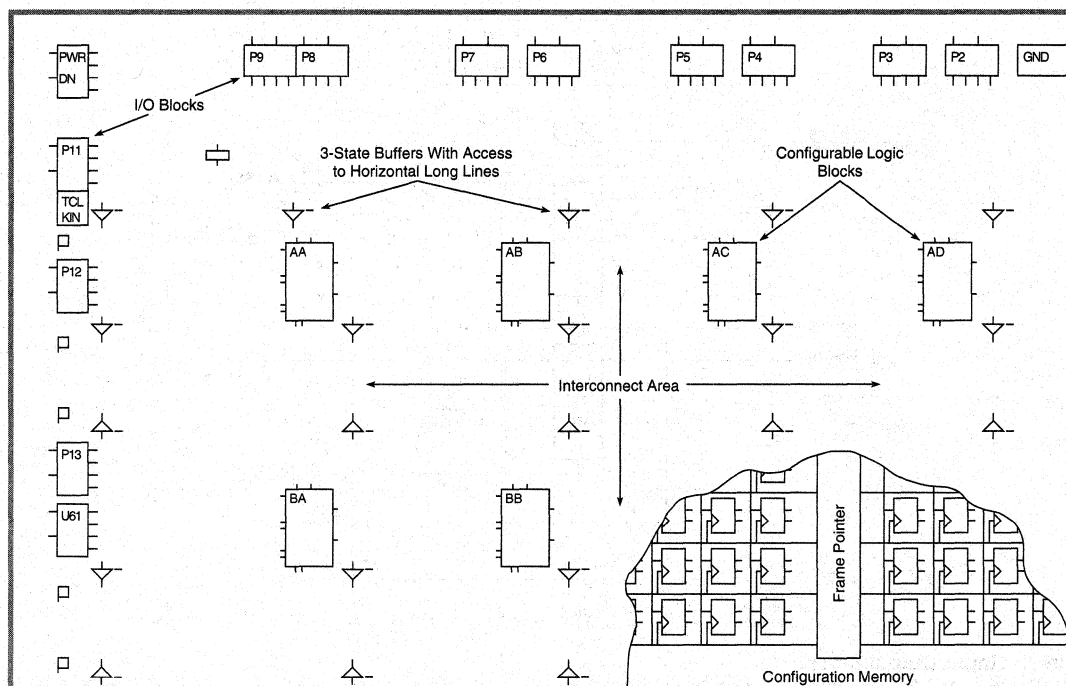 PWR
DN
P9
P8
P7
P6
P5
P4
P3
P2
GND
I/O Blocks
P11
3-State Buffers With Access
to Horizontal Long Lines
Configurable Logic
Blocks
TCL
KIN
AA
AB
AC
AD
P12
Interconnect Area
P13
BA
BB
U61
Frame Pointer
Configuration Memory